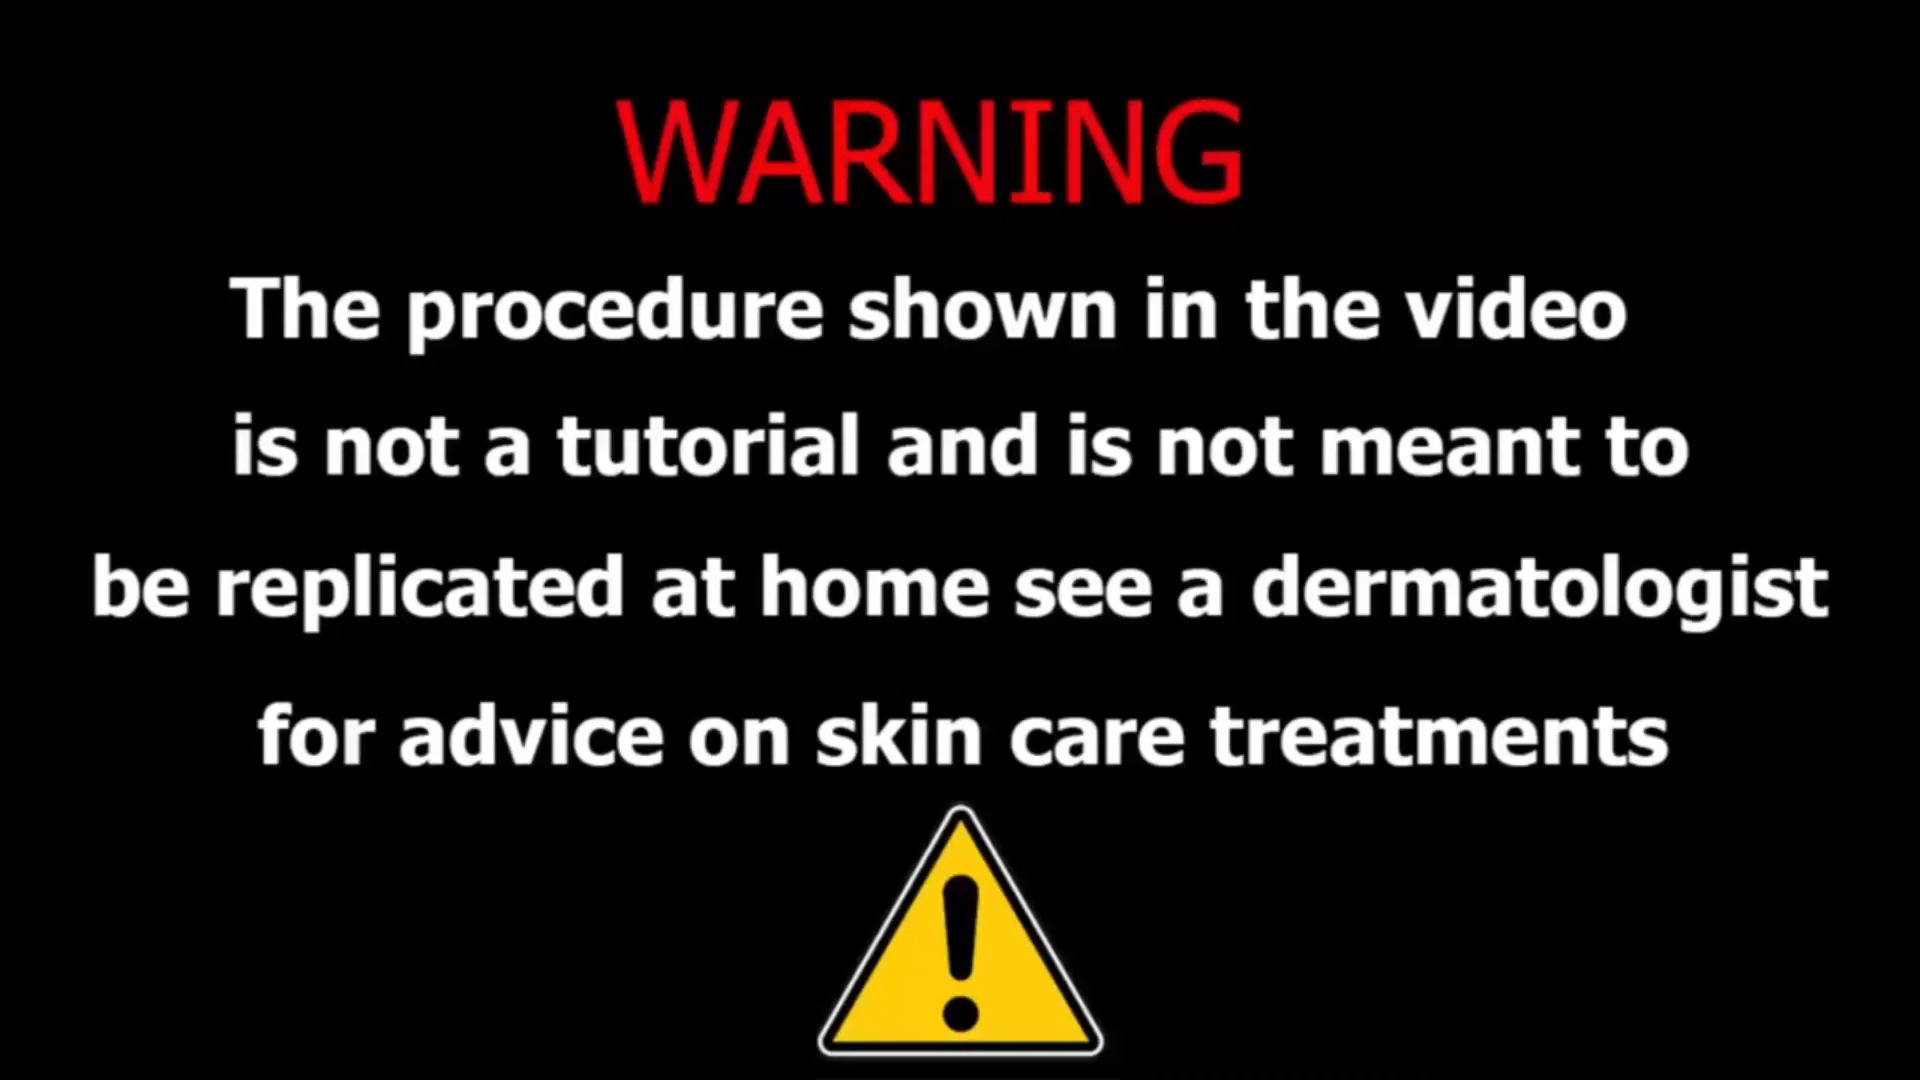 WARNING
The procedure shown in the video
is not a tutorial and is not meant to
be replicated at home see a dermatologist
for advice on skin care treatments